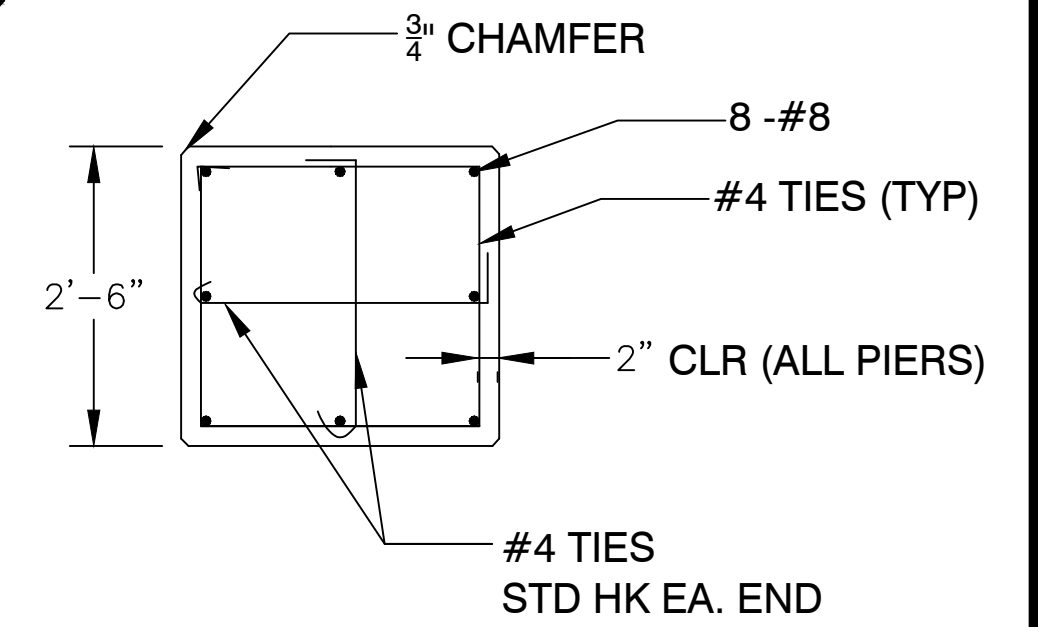 ¾" CHAMFER
8 -#8
#4 TIES (TYP)
2'-6"
2" CLR (ALL PIERS)
#4 TIES
STD HK EA. END